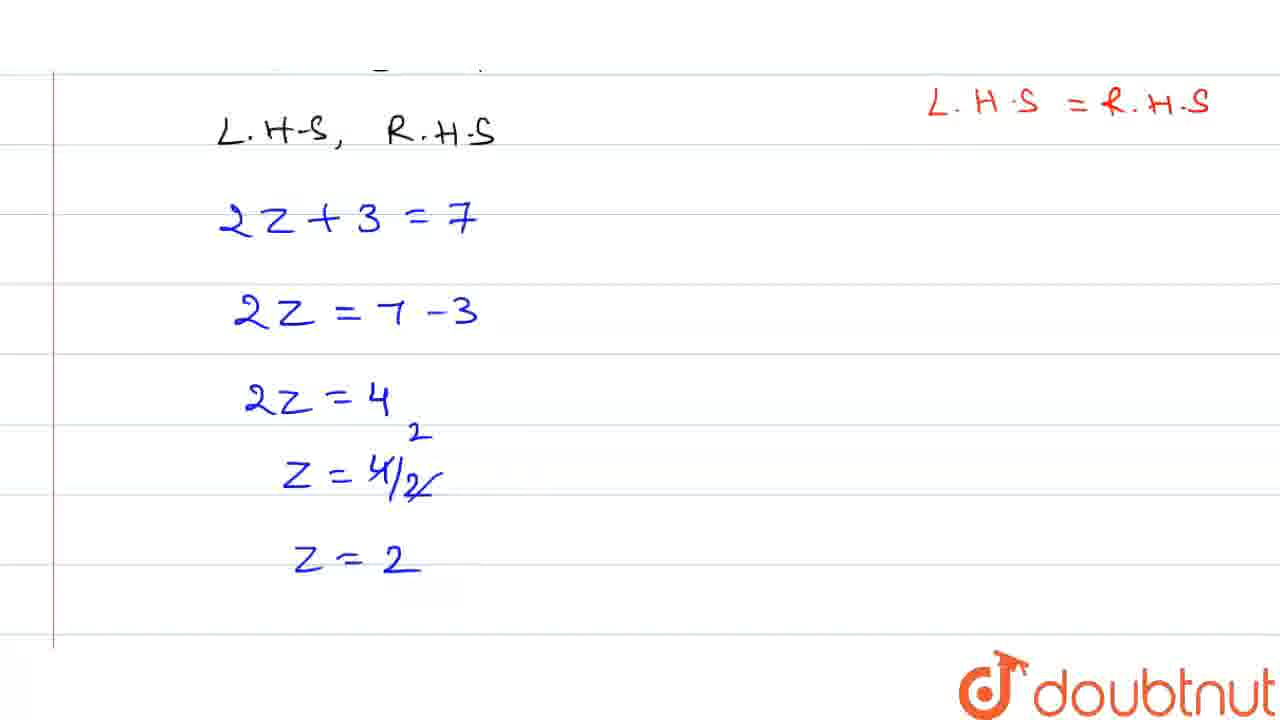 L.H.S, R.H.S
L.H.S = R.H.S
2z + 3 = 7
2z = 7 - 3
2z = 4
2
z = 4/2
z = 2
doubtnut